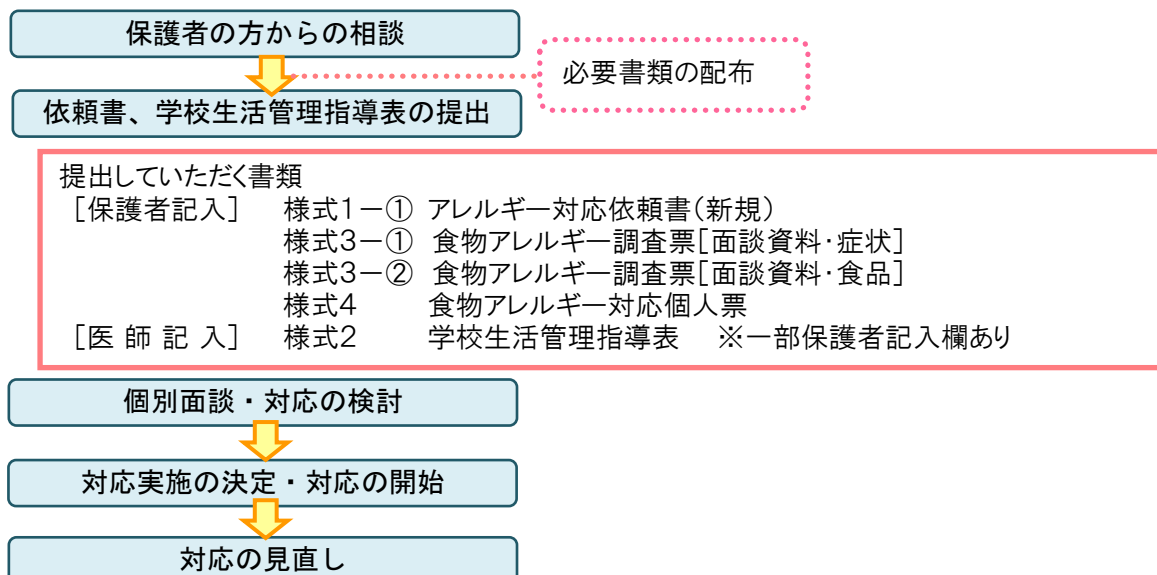 保護者の方からの相談
必要書類の配布
依頼書、学校生活管理指導表の提出
提出していただく書類
［保護者記入］ 様式1－① アレルギー対応依頼書（新規）
様式3－① 食物アレルギー調査票［面談資料・症状］
様式3－② 食物アレルギー調査票［面談資料・食品］
様式4 食物アレルギー対応個人票
［医 師 記 入］ 様式2 学校生活管理指導表 ※一部保護者記入欄あり
個別面談・対応の検討
対応実施の決定・対応の開始
対応の見直し